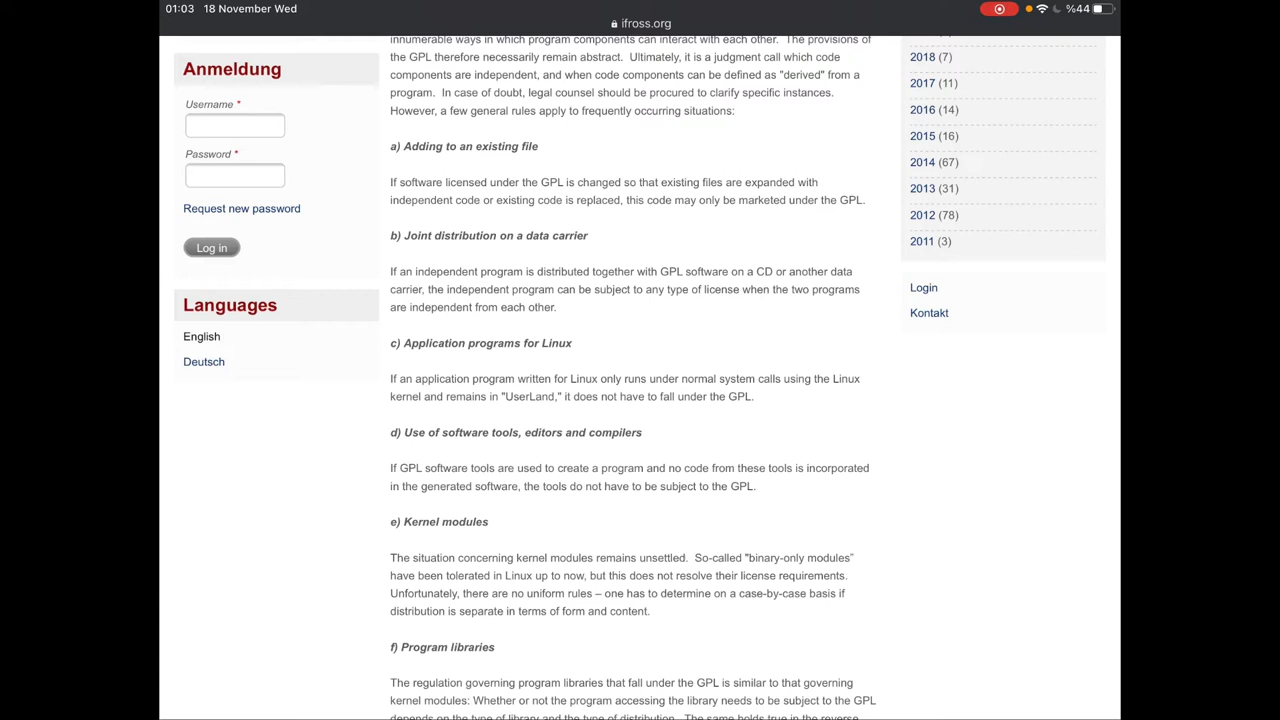 01:03 18 November Wed
%44
ifross.org
Anmeldung
Username *
Password *
Request new password
Log in
Languages
English
Deutsch
innumerable ways in which program components can interact with each other. The provisions of
the GPL therefore necessarily remain abstract. Ultimately, it is a judgment call which code
components are independent, and when code components can be defined as "derived" from a
program. In case of doubt, legal counsel should be procured to clarify specific instances.
However, a few general rules apply to frequently occurring situations:
a) Adding to an existing file
If software licensed under the GPL is changed so that existing files are expanded with
independent code or existing code is replaced, this code may only be marketed under the GPL.
b) Joint distribution on a data carrier
If an independent program is distributed together with GPL software on a CD or another data
carrier, the independent program can be subject to any type of license when the two programs
are independent from each other.
c) Application programs for Linux
If an application program written for Linux only runs under normal system calls using the Linux
kernel and remains in "UserLand," it does not have to fall under the GPL.
d) Use of software tools, editors and compilers
If GPL software tools are used to create a program and no code from these tools is incorporated
in the generated software, the tools do not have to be subject to the GPL.
e) Kernel modules
The situation concerning kernel modules remains unsettled. So-called "binary-only modules"
have been tolerated in Linux up to now, but this does not resolve their license requirements.
Unfortunately, there are no uniform rules – one has to determine on a case-by-case basis if
distribution is separate in terms of form and content.
f) Program libraries
The regulation governing program libraries that fall under the GPL is similar to that governing
kernel modules: Whether or not the program accessing the library needs to be subject to the GPL
depends on the type of library and the type of distribution. The same holds true in the reverse
2018 (7)
2017 (11)
2016 (14)
2015 (16)
2014 (67)
2013 (31)
2012 (78)
2011 (3)
Login
Kontakt